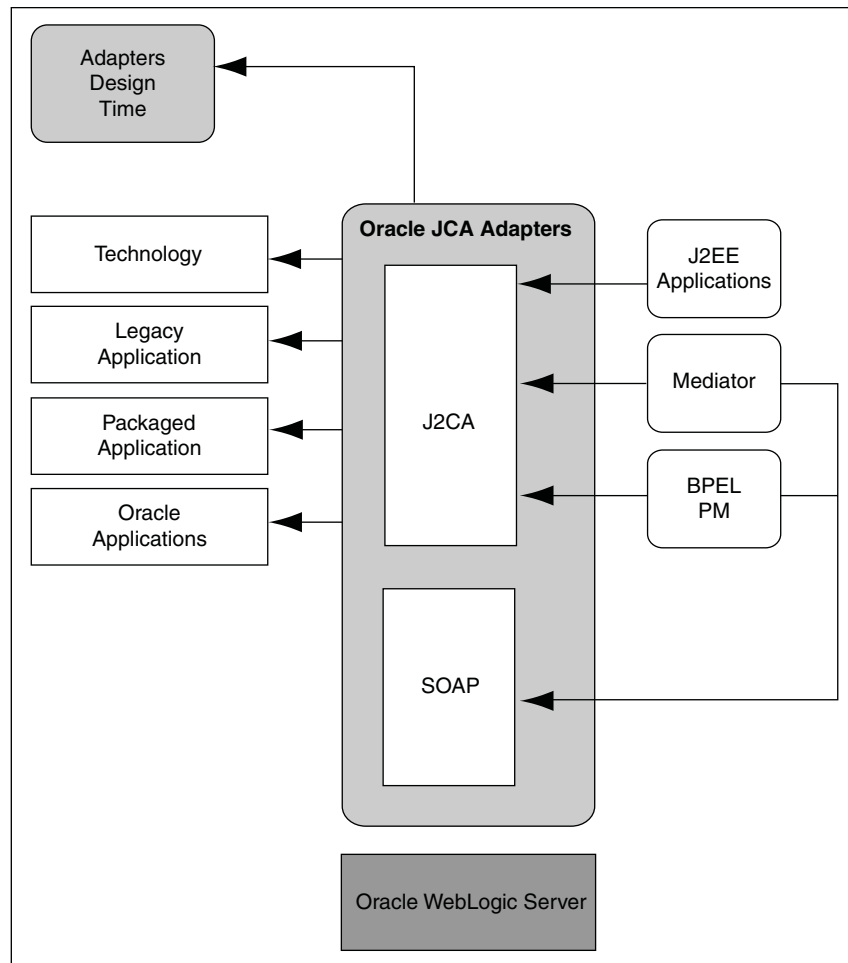 Adapters
Design
Time
Oracle JCA Adapters
Technology
Legacy
Application
Packaged
Application
Oracle
Applications
J2CA
SOAP
J2EE
Applications
Mediator
BPEL
PM
Oracle WebLogic Server